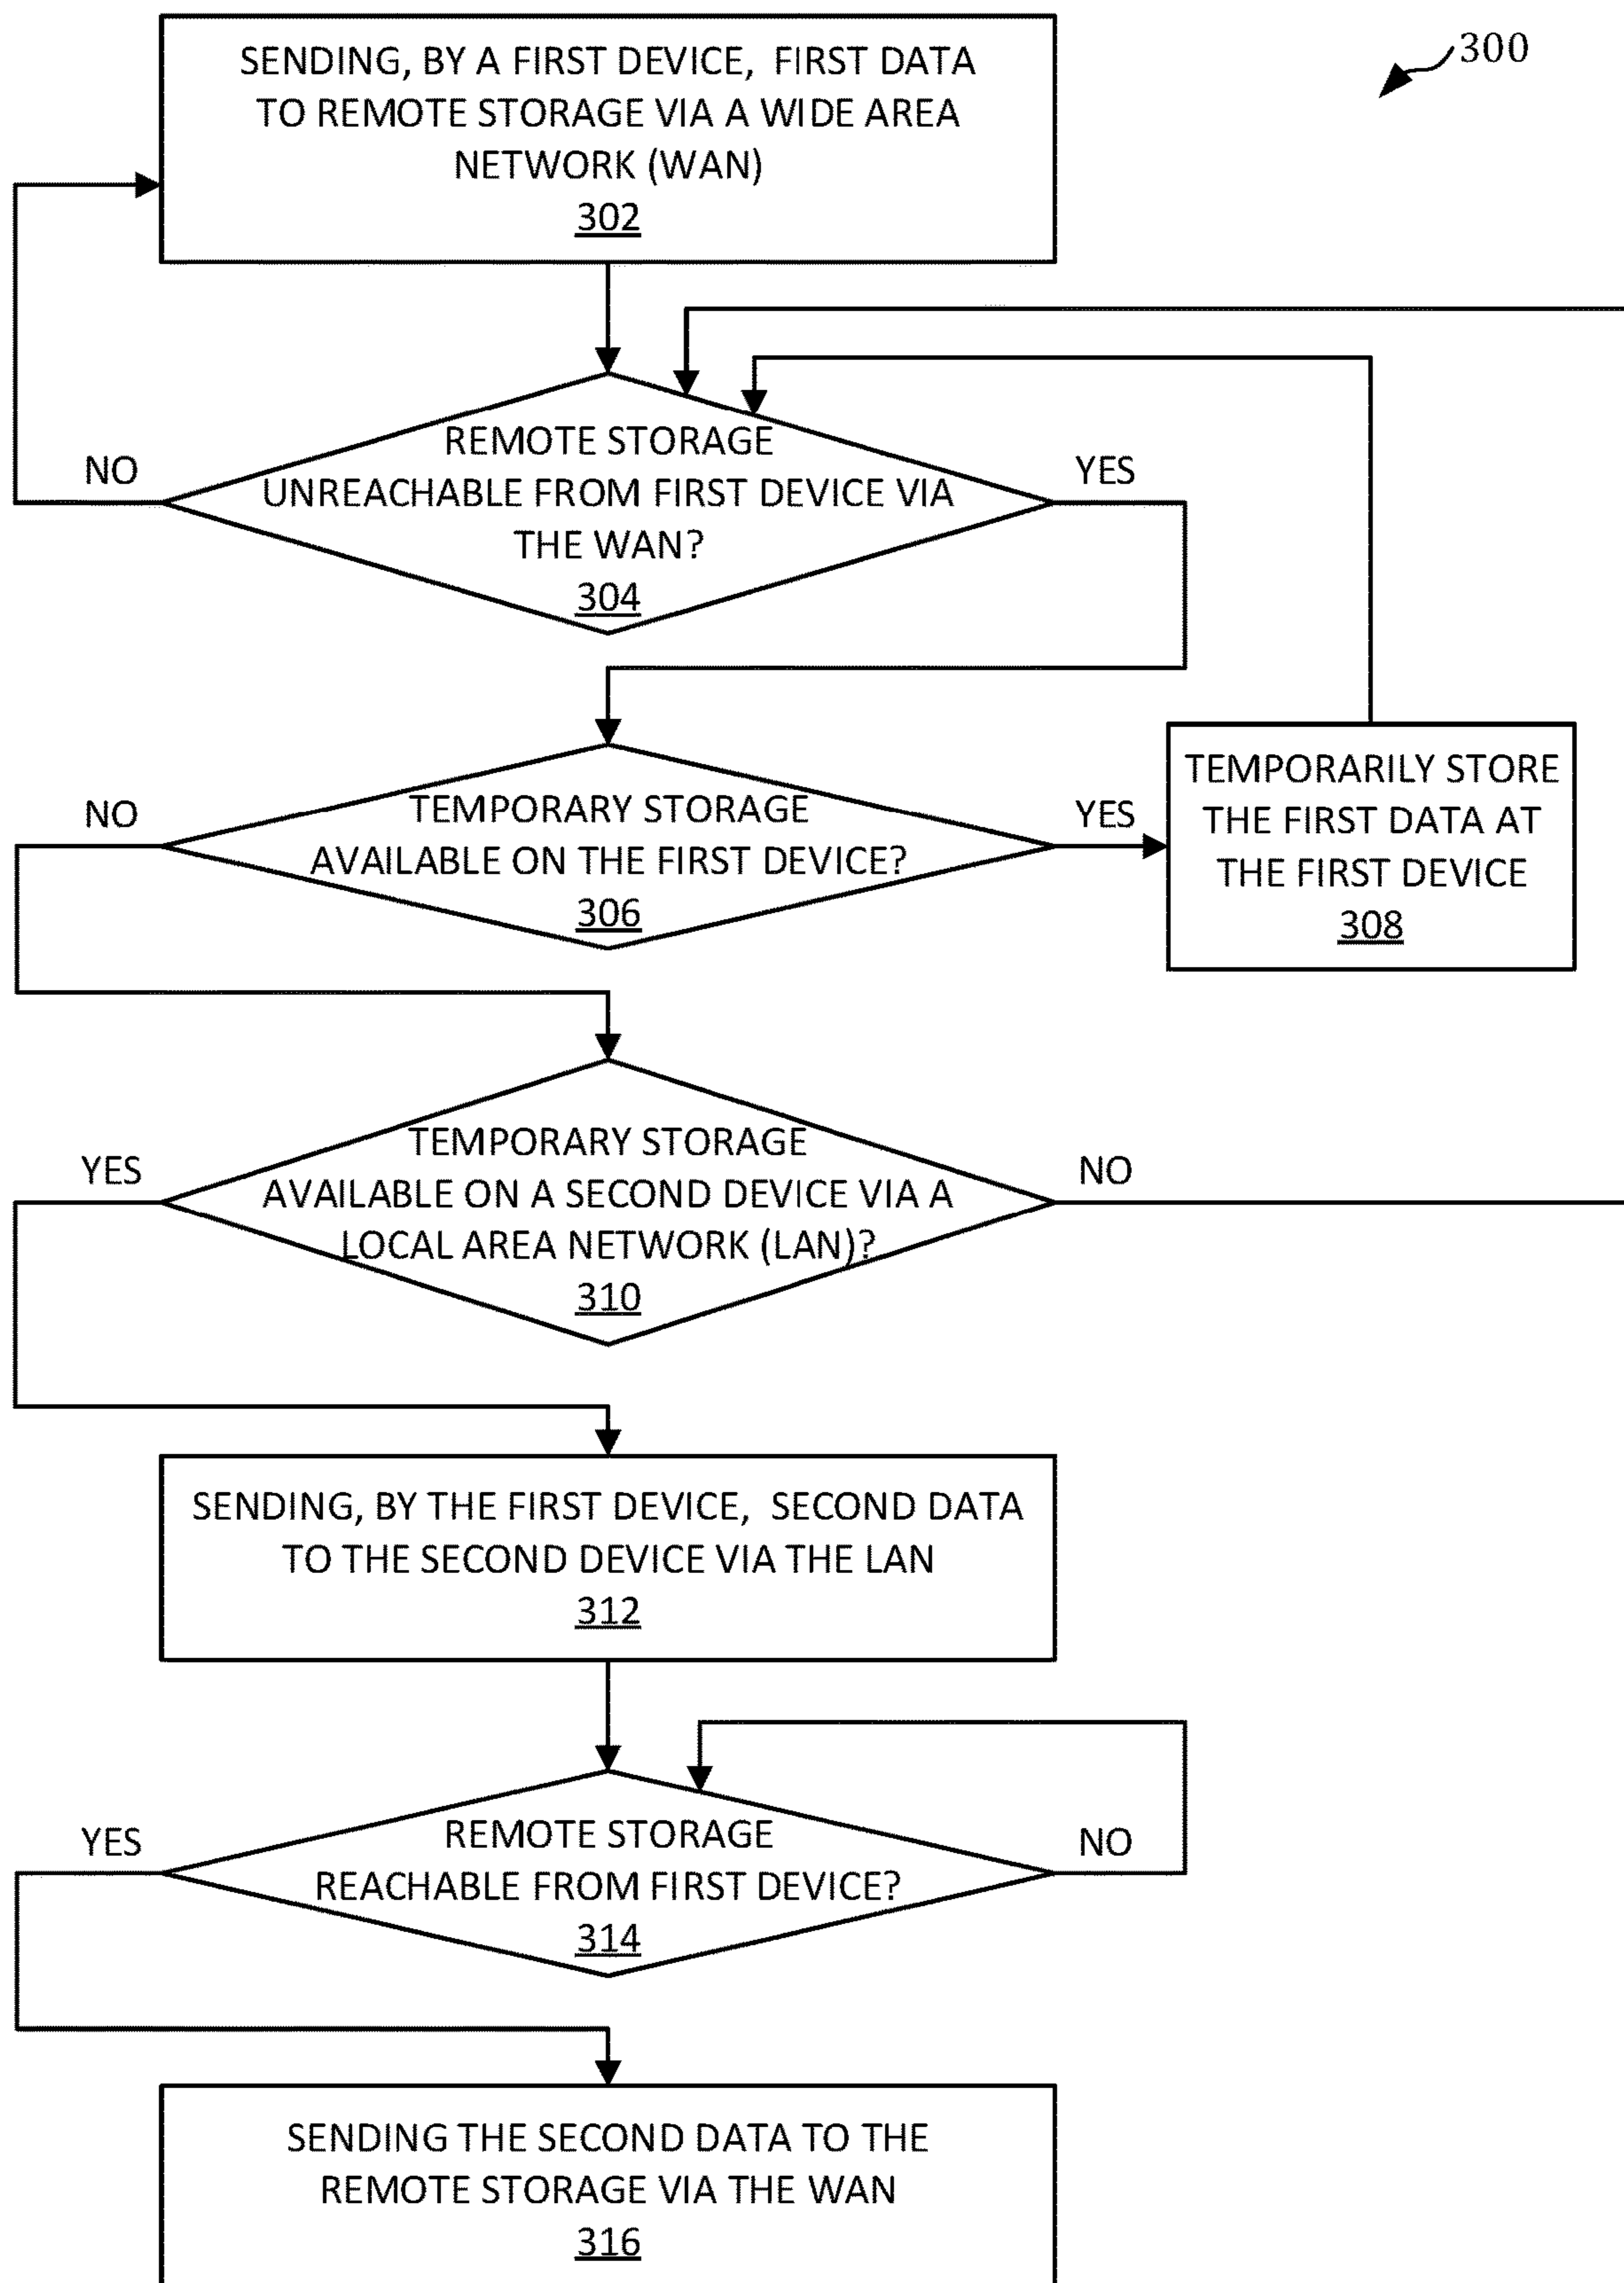 SENDING, BY A FIRST DEVICE, FIRST DATA
TO REMOTE STORAGE VIA A WIDE AREA
NETWORK (WAN)
302
300
REMOTE STORAGE
UNREACHABLE FROM FIRST DEVICE VIA
THE WAN?
304
NO
YES
TEMPORARY STORAGE
AVAILABLE ON THE FIRST DEVICE?
306
NO
YES
TEMPORARILY STORE
THE FIRST DATA AT
THE FIRST DEVICE
308
TEMPORARY STORAGE
AVAILABLE ON A SECOND DEVICE VIA A
LOCAL AREA NETWORK (LAN)?
310
YES
NO
SENDING, BY THE FIRST DEVICE, SECOND DATA
TO THE SECOND DEVICE VIA THE LAN
312
REMOTE STORAGE
REACHABLE FROM FIRST DEVICE?
314
YES
NO
SENDING THE SECOND DATA TO THE
REMOTE STORAGE VIA THE WAN
316